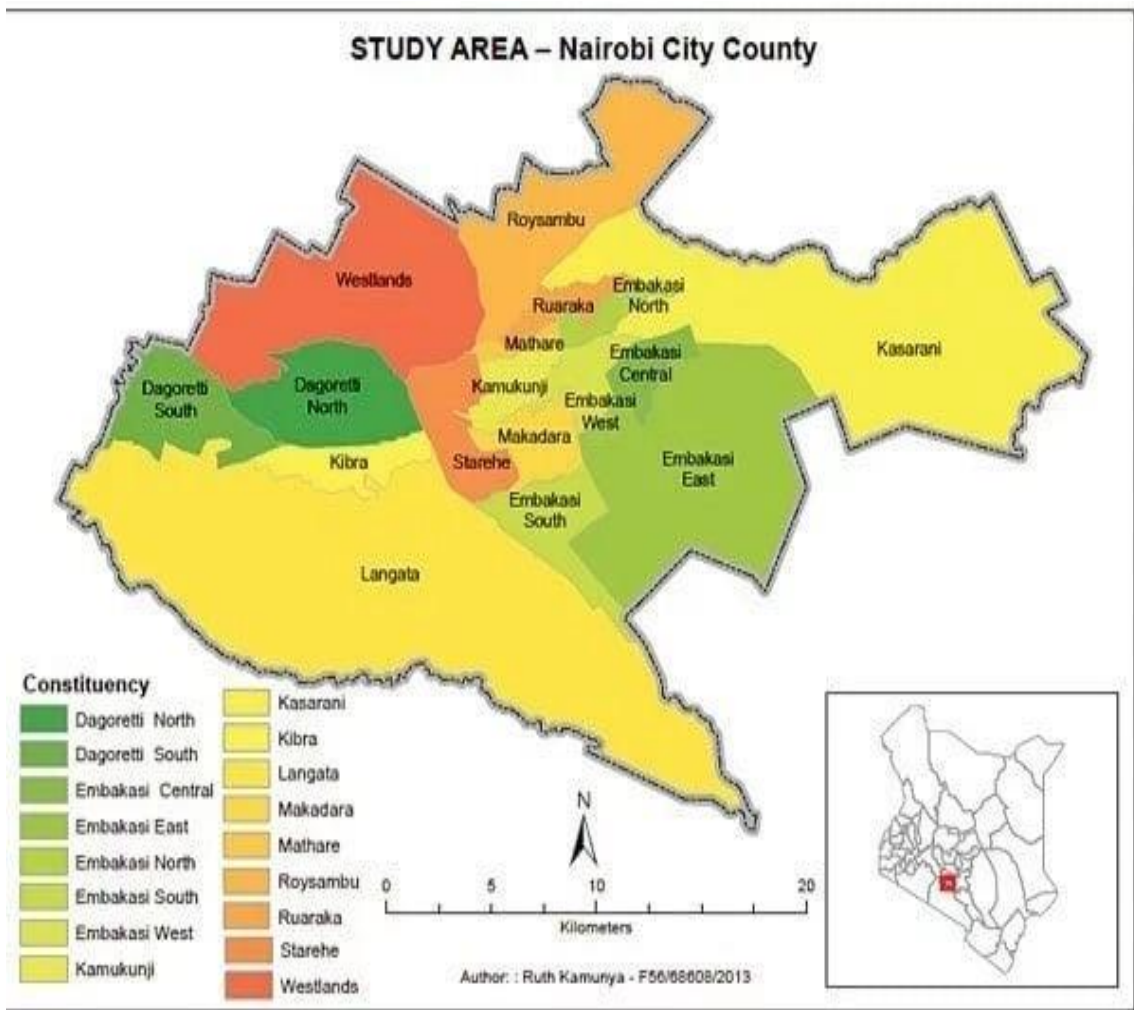 STUDY AREA – Nairobi City County
Roysambu
Westlands
Ruaraka
Embakasi
North
Mathare
Kasarani
Embakasi
Central
Dagoretti
South
Dagoretti
North
Kamukunji
Embakasi
West
Makadara
Kibra
Starehe
Embakasi
East
Embakasi
South
Langata
Constituency
Dagoretti North
Dagoretti South
Embakasi Central
Embakasi East
Embakasi North
Embakasi South
Embakasi West
Kamukunji
Kasarani
Kibra
Langata
Makadara
Mathare
Roysambu
Ruaraka
Starehe
Westlands
N
0 5 10 20
Kilometers
Author: : Ruth Kamunya - F56/68608/2013